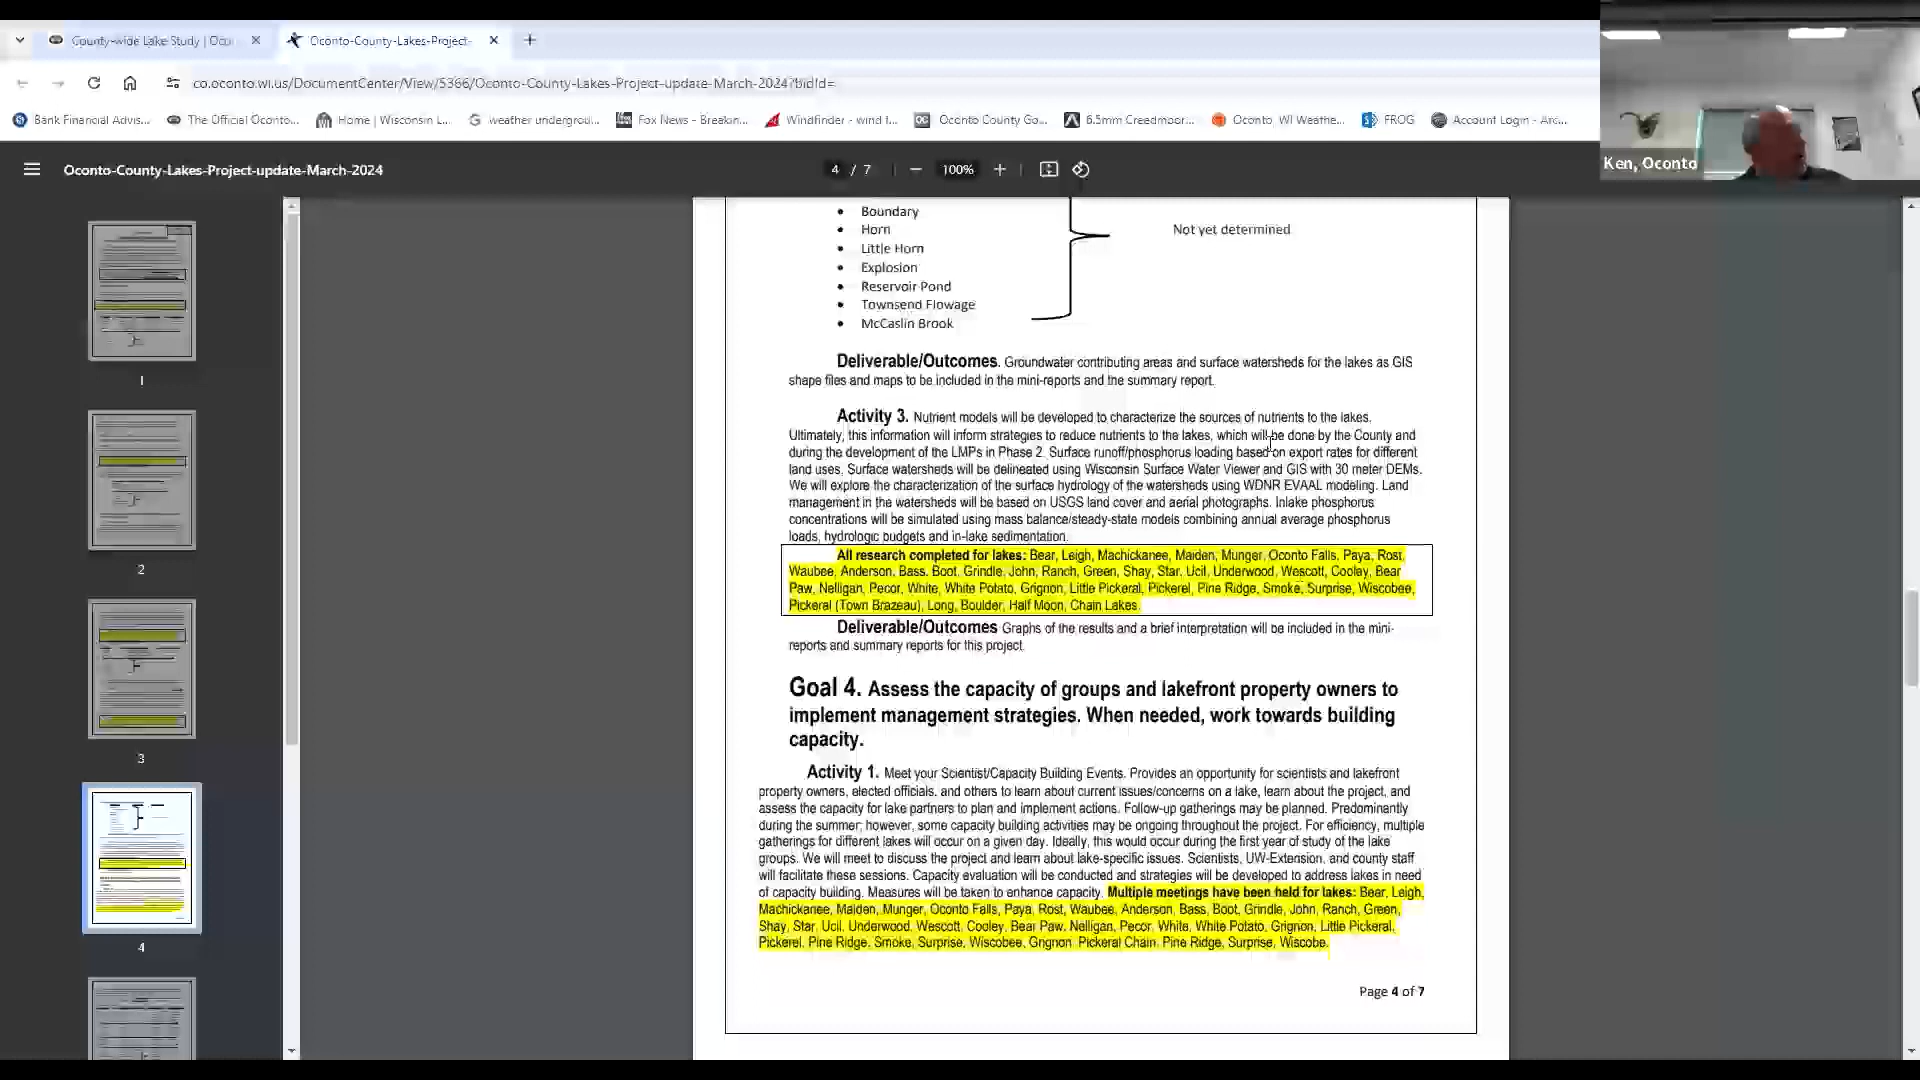 County-wide Lake Study | Oco
Oconto-County-Lakes-Project-
co.oconto.wi.us/DocumentCenter/View/5366/Oconto-County-Lakes-Project-update-March-2024?bidId=
Bank Financial Advis... The Official Oconto... Home | Wisconsin L... weather undergrou... Fox News - Breakin... Windfinder - wind f... Oconto County Go... 6.5mm Creedmoor... Oconto, WI Weathe... FROG Account Login - Arc...
Ken, Oconto
Oconto-County-Lakes-Project-update-March-2024
4 / 7
100%
1
2
3
4
• Boundary
• Horn
• Little Horn
• Explosion
• Reservoir Pond
• Townsend Flowage
• McCaslin Brook
Not yet determined
Deliverable/Outcomes. Groundwater contributing areas and surface watersheds for the lakes as GIS
shape files and maps to be included in the mini-reports and the summary report.
Activity 3. Nutrient models will be developed to characterize the sources of nutrients to the lakes.
Ultimately, this information will inform strategies to reduce nutrients to the lakes, which will be done by the County and
during the development of the LMPs in Phase 2. Surface runoff/phosphorus loading based on export rates for different
land uses. Surface watersheds will be delineated using Wisconsin Surface Water Viewer and GIS with 30 meter DEMs.
We will explore the characterization of the surface hydrology of the watersheds using WDNR EVAAL modeling. Land
management in the watersheds will be based on USGS land cover and aerial photographs. Inlake phosphorus
concentrations will be simulated using mass balance/steady-state models combining annual average phosphorus
loads, hydrologic budgets and in-lake sedimentation.
All research completed for lakes: Bear, Leigh, Machickanee, Maiden, Munger, Oconto Falls, Paya, Rost,
Waubee, Anderson, Bass. Boot, Grindle, John, Ranch, Green, Shay, Star, Ucil, Underwood, Wescott, Cooley, Bear
Paw, Nelligan, Pecor, White, White Potato, Grignon, Little Pickeral, Pickerel, Pine Ridge, Smoke, Surprise, Wiscobee,
Pickeral (Town Brazeau), Long, Boulder, Half Moon, Chain Lakes.
Deliverable/Outcomes Graphs of the results and a brief interpretation will be included in the mini-
reports and summary reports for this project.
Goal 4. Assess the capacity of groups and lakefront property owners to
implement management strategies. When needed, work towards building
capacity.
Activity 1. Meet your Scientist/Capacity Building Events. Provides an opportunity for scientists and lakefront
property owners, elected officials, and others to learn about current issues/concerns on a lake, learn about the project, and
assess the capacity for lake partners to plan and implement actions. Follow-up gatherings may be planned. Predominantly
during the summer; however, some capacity building activities may be ongoing throughout the project. For efficiency, multiple
gatherings for different lakes will occur on a given day. Ideally, this would occur during the first year of study of the lake
groups. We will meet to discuss the project and learn about lake-specific issues. Scientists, UW-Extension, and county staff
will facilitate these sessions. Capacity evaluation will be conducted and strategies will be developed to address lakes in need
of capacity building. Measures will be taken to enhance capacity. Multiple meetings have been held for lakes: Bear, Leigh,
Machickanee, Maiden, Munger, Oconto Falls, Paya, Rost, Waubee, Anderson, Bass, Boot, Grindle, John, Ranch, Green,
Shay, Star, Ucil, Underwood, Wescott, Cooley, Bear Paw, Nelligan, Pecor, White, White Potato, Grignon, Little Pickeral,
Pickerel, Pine Ridge, Smoke, Surprise, Wiscobee, Grignon, Pickeral Chain, Pine Ridge, Surprise, Wiscobe.
Page 4 of 7